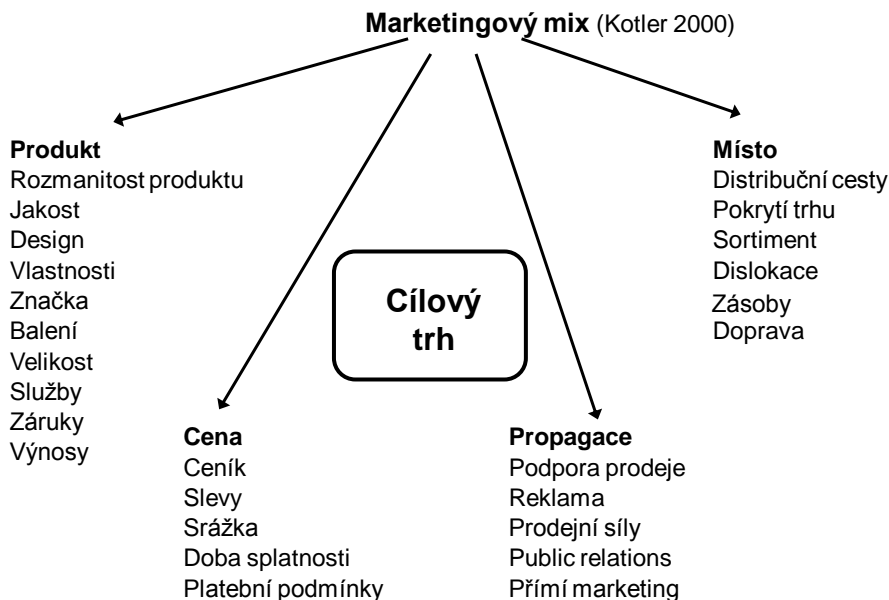 Marketingový mix (Kotler 2000)
Produkt
Rozmanitost produktu
Jakost
Design
Vlastnosti
Značka
Balení
Velikost
Služby
Záruky
Výnosy
Cena
Ceník
Slevy
Srážka
Doba splatnosti
Platební podmínky
Cílový
trh
Propagace
Podpora prodeje
Reklama
Prodejní síly
Public relations
Přímí marketing
Místo
Distribuční cesty
Pokrytí trhu
Sortiment
Dislokace
Zásoby
Doprava